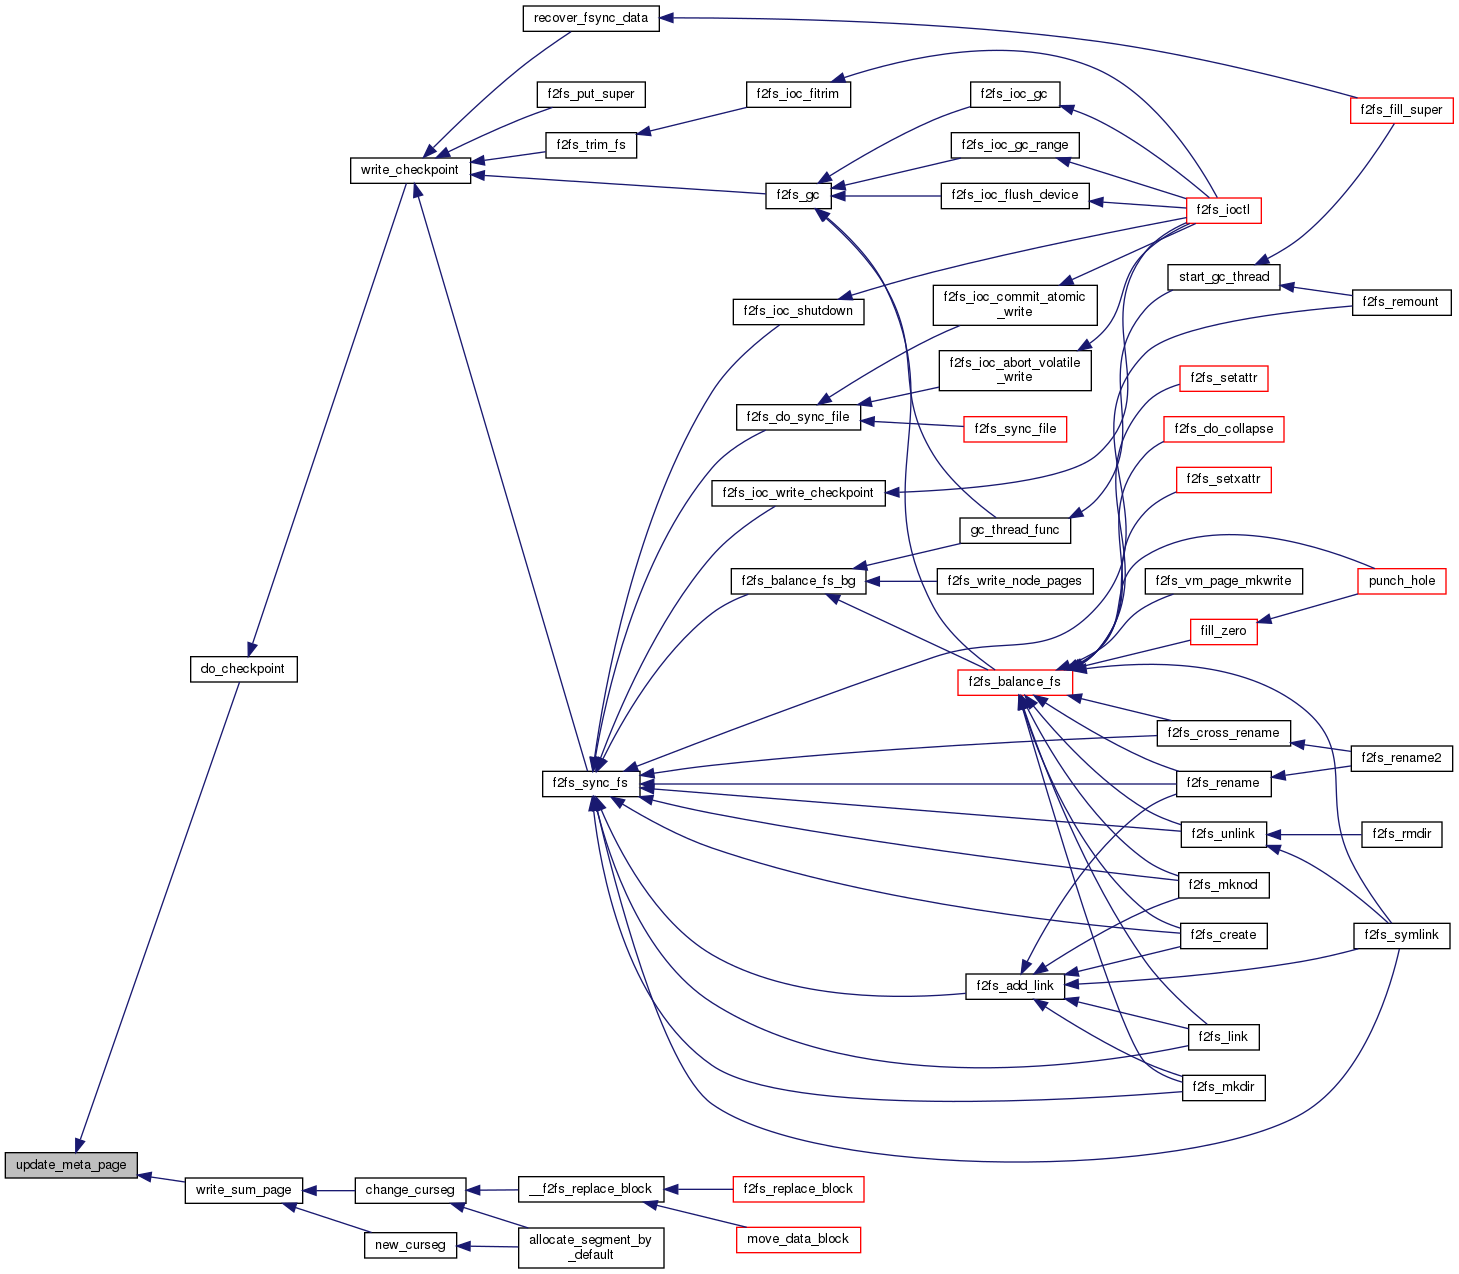 recover_fsync_data
f2fs_put_super
f2fs_ioc_fitrim
f2fs_ioc_gc
f2fs_fill_super
f2fs_trim_fs
f2fs_ioc_gc_range
write_checkpoint
f2fs_gc
f2fs_ioc_flush_device
f2fs_ioctl
start_gc_thread
f2fs_ioc_shutdown
f2fs_ioc_commit_atomic
_write
f2fs_remount
f2fs_ioc_abort_volatile
_write
f2fs_setattr
f2fs_do_sync_file
f2fs_sync_file
f2fs_do_collapse
f2fs_ioc_write_checkpoint
f2fs_setxattr
gc_thread_func
f2fs_balance_fs_bg
f2fs_write_node_pages
f2fs_vm_page_mkwrite
punch_hole
fill_zero
do_checkpoint
f2fs_balance_fs
f2fs_cross_rename
f2fs_rename2
f2fs_sync_fs
f2fs_rename
f2fs_unlink
f2fs_rmdir
f2fs_mknod
f2fs_create
f2fs_symlink
f2fs_add_link
f2fs_link
f2fs_mkdir
update_meta_page
write_sum_page
change_curseg
__f2fs_replace_block
f2fs_replace_block
new_curseg
allocate_segment_by
_default
move_data_block